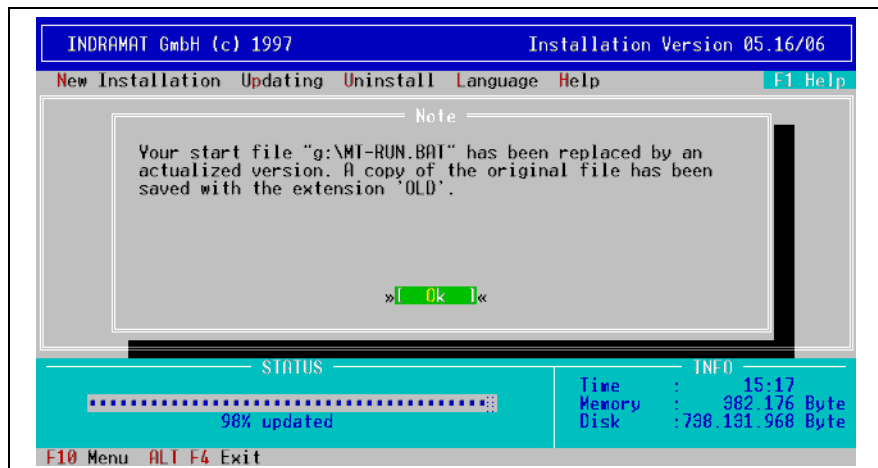 INDRAMAT GmbH (c) 1997 Installation Version 05.16/06
New Installation Updating Uninstall Language Help F1 Help
Note
Your start file "g:\MT-RUN.BAT" has been replaced by an
actualized version. A copy of the original file has been
saved with the extension 'OLD'.
»[ Ok ]«
STATUS INFO
Time : 15:17
Memory : 382.176 Byte
98% updated Disk :738.131.968 Byte
F10 Menu ALT F4 Exit